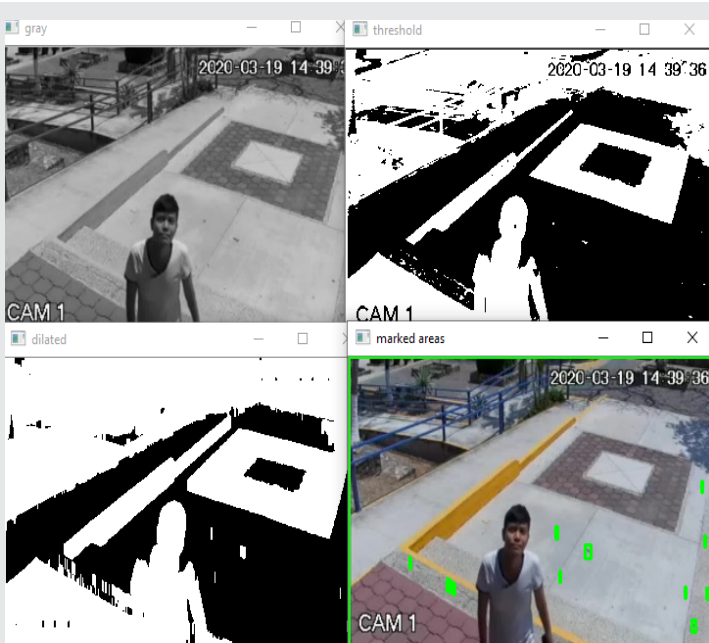 gray
threshold
2020-03-19 14 39:3
2020-03-19 14 39 36
CAM 1
CAM 1
dilated
marked areas
2020-03-19 14 39 36
CAM 1